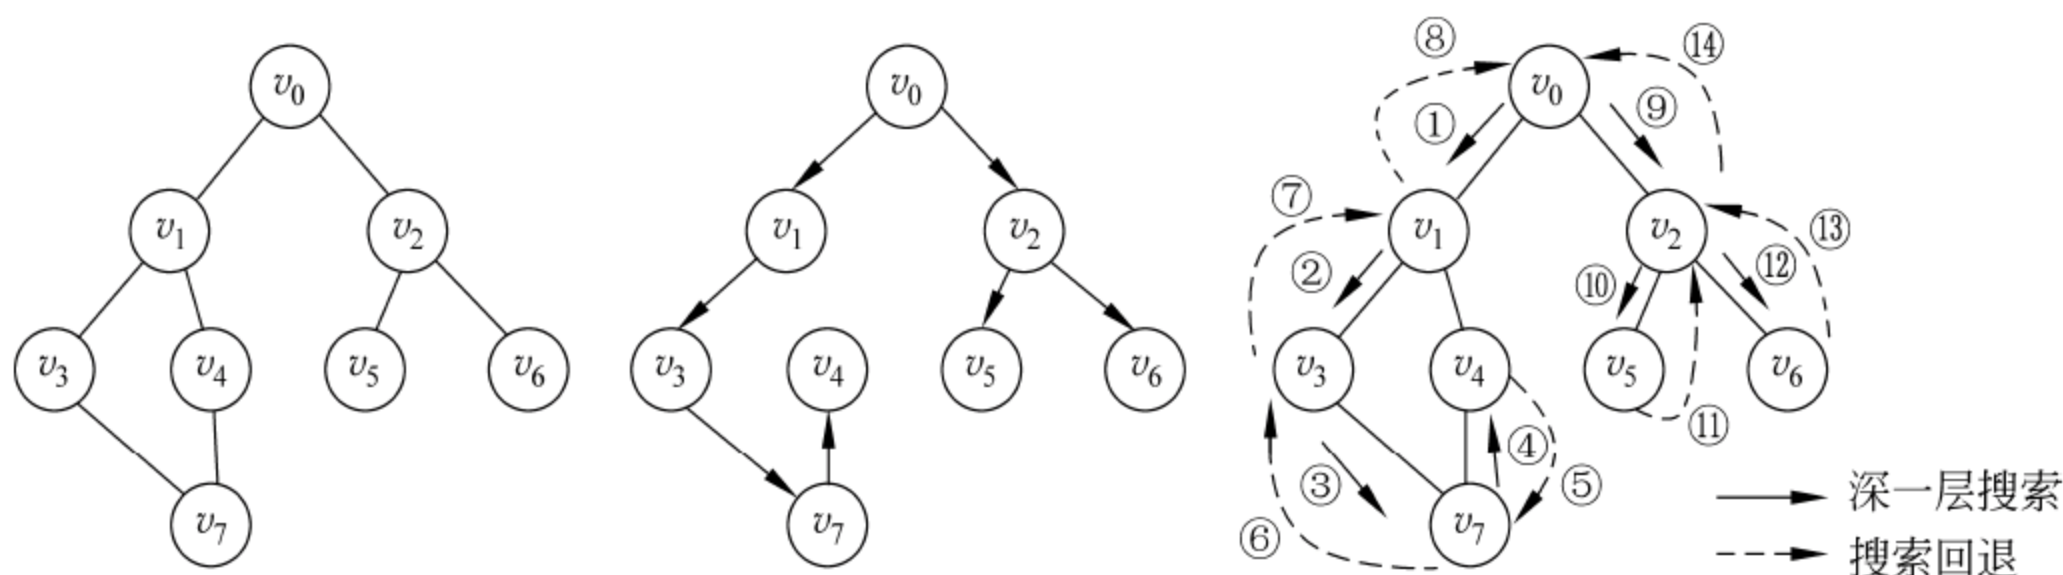 v0
v1 v2
v3 v4 v5 v6
v7
v0
v1 v2
v3 v4 v5 v6
v7
⑧ v0 ⑭
① ⑨
⑦ v1 v2 ⑬
② ⑩ ⑫
v3 v4 v5 v6
③ ④ ⑤ ⑪
⑥ v7
深一层搜索
搜索回退